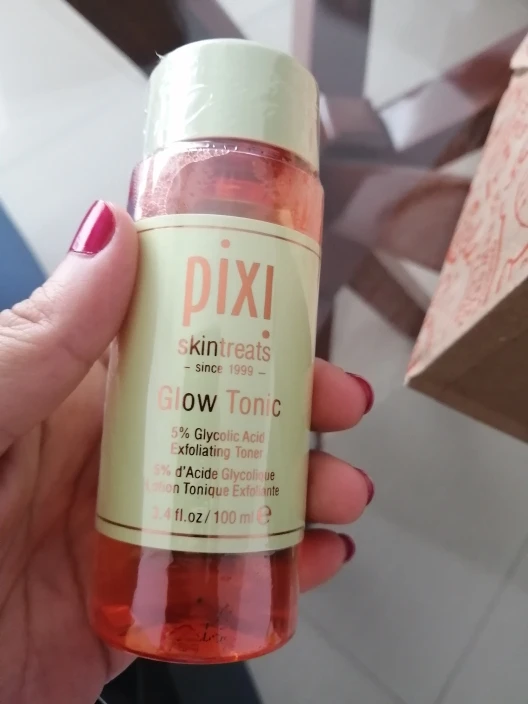 pixi
skintreats
– since 1999 –
Glow Tonic
5% Glycolic Acid
Exfoliating Toner
5% d'Acide Glycolique
Lotion Tonique Exfoliante
3.4 fl.oz/100 ml ℮